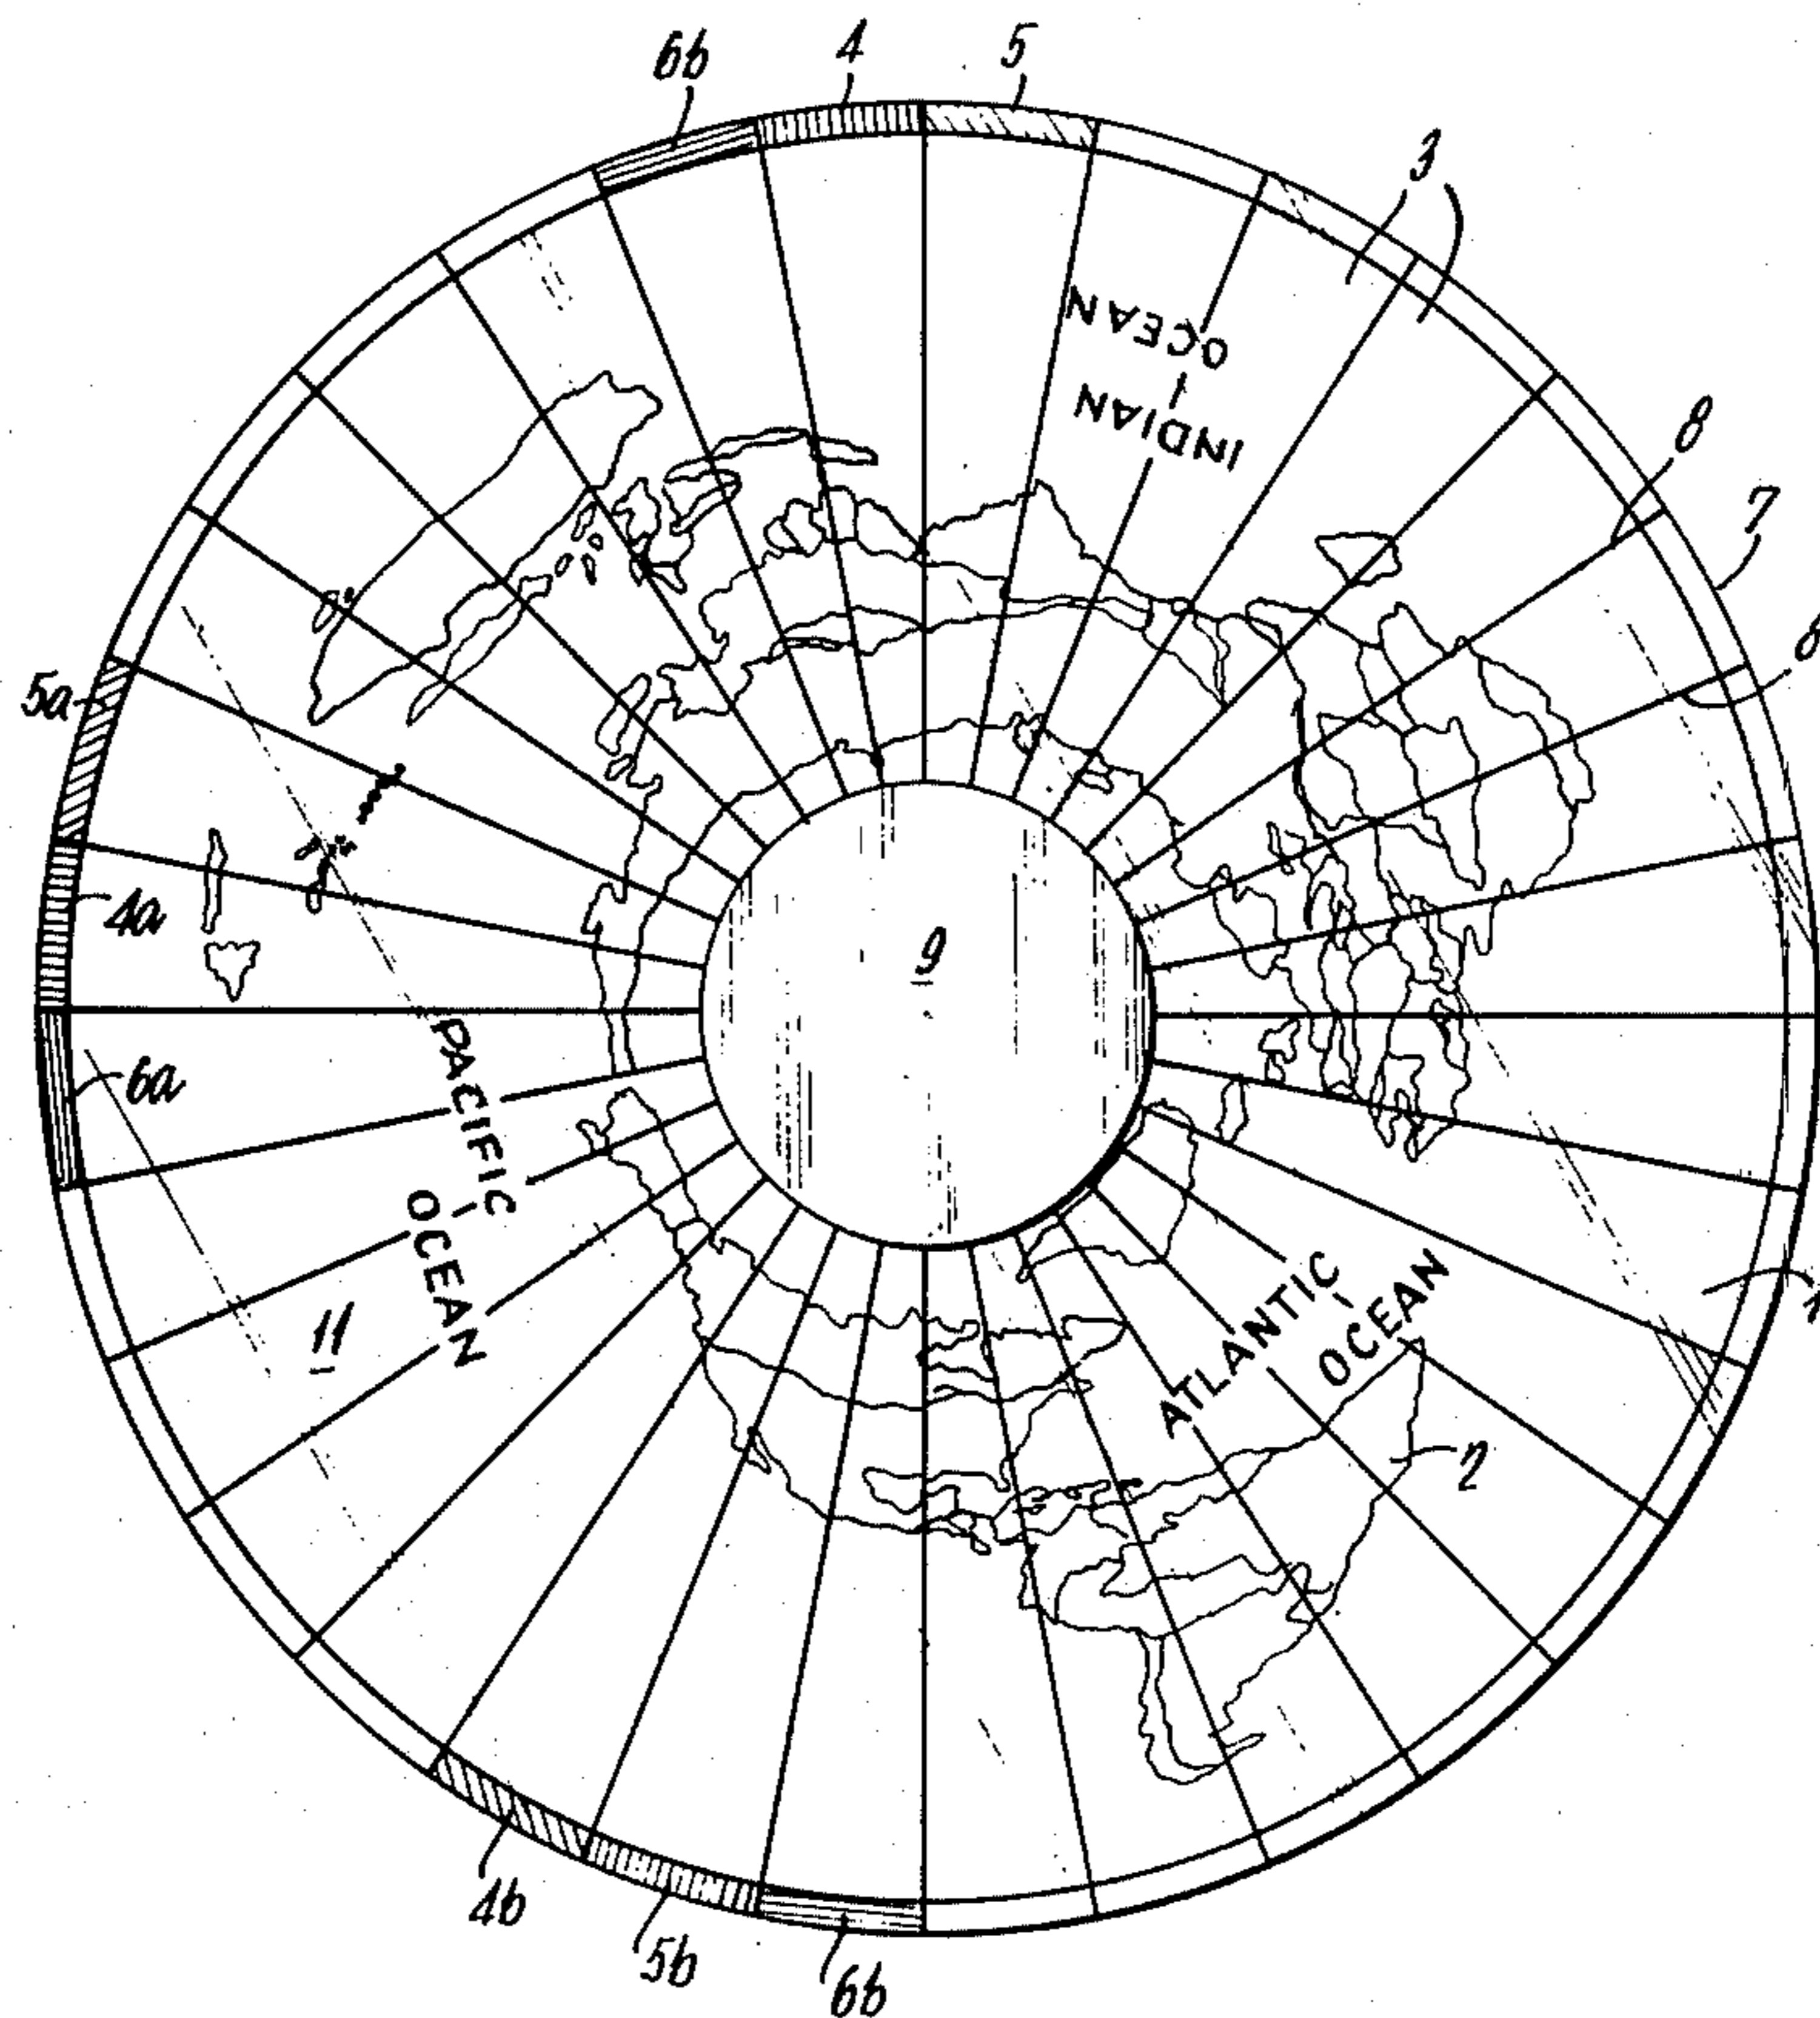 6b
4
5
3
8
7
5a
4a
6a
9
INDIAN
OCEAN
PACIFIC
OCEAN
11
ATLANTIC
OCEAN
2
4b
5b
6b